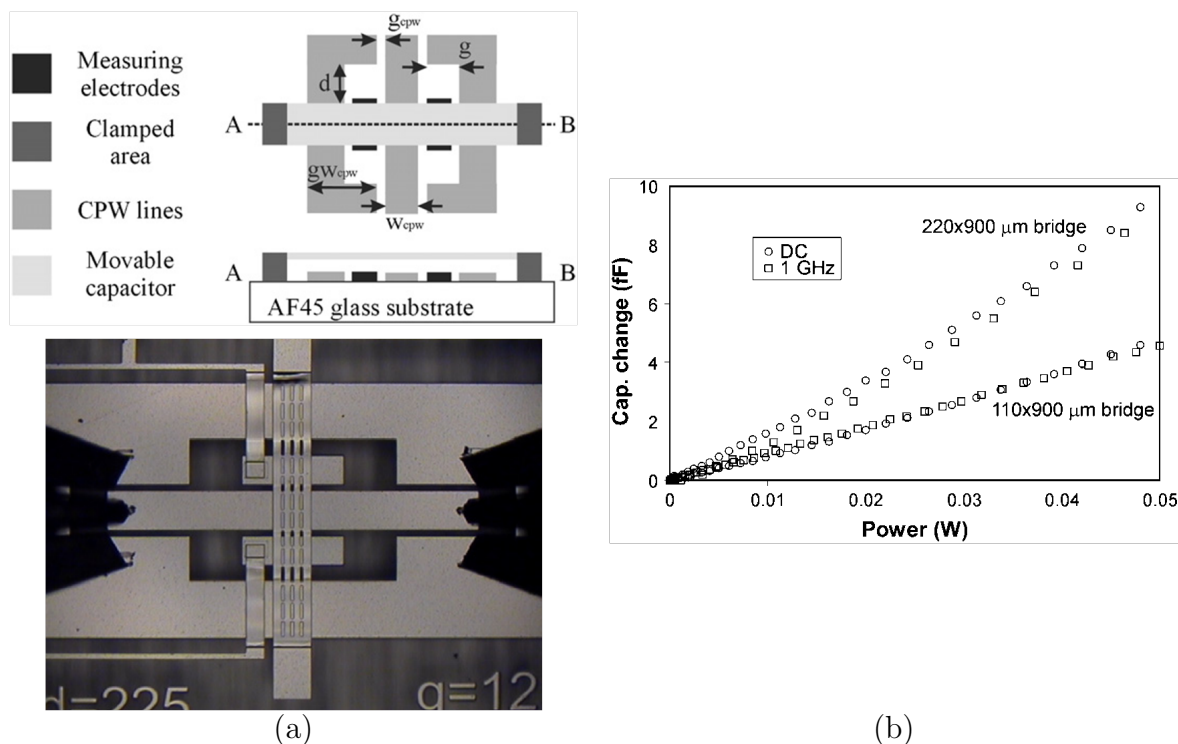 Measuring
electrodes
Clamped
area
CPW lines
Movable
capacitor
gcpw
g
d
A
B
gwcpw
wcpw
A
B
AF45 glass substrate
d=225
g=12
(a)
10
8
6
4
2
0
Cap. change (fF)
220x900 μm bridge
DC
1 GHz
110x900 μm bridge
0
0.01
0.02
0.03
0.04
0.05
Power (W)
(b)